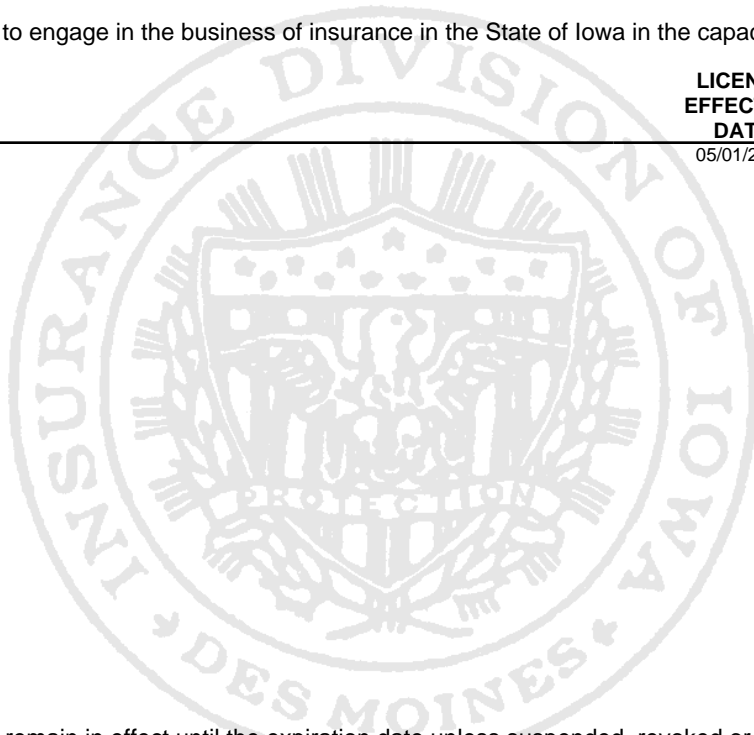 to engage in the business of insurance in the State of Iowa in the
LICEN
EFFEC
DAT
05/01/2
INSURANCE DIVISION OF IOWA
PROTECTION
* DES MOINES *
remain in effect until the expiration date unless suspended, revoked or